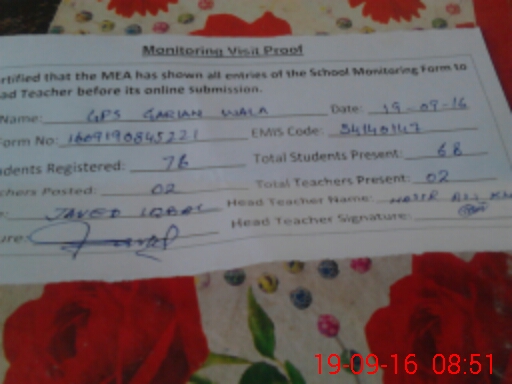 Monitoring Visit Proof
rtified that the MEA has shown all entries of the School Monitoring Form to
ad Teacher before its online submission.
Name: GPS GARIAN WALA Date: 19-09-16
Form No: 1609190845221 EMIS Code:
dents Registered: 76 Total Students Present: 68
chers Posted: 02 Total Teachers Present: 02
JAVED IQBAL Head Teacher Name: NASIR ALI
ure: Head Teacher Signature:
19-09-16 08:51